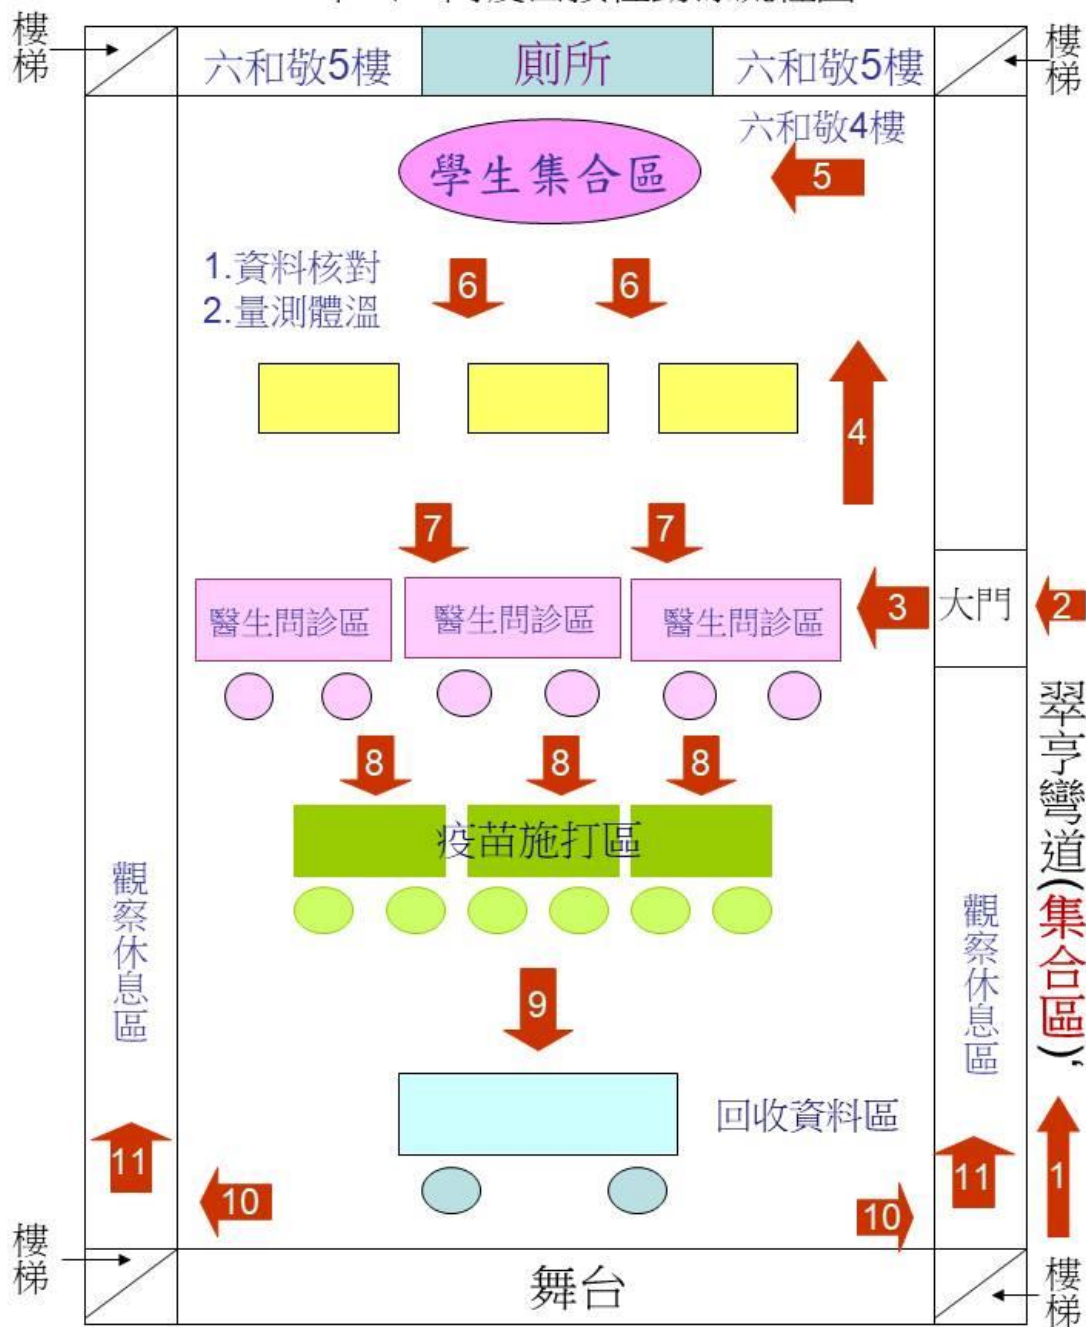 樓梯
六和敬5樓
廁所
六和敬5樓
樓梯
六和敬4樓
學生集合區
5
1.資料核對
2.量測體溫
6
6
4
7
7
醫生問診區
醫生問診區
醫生問診區
3
大門
2
8
8
8
疫苗施打區
翠亨彎道(集合區),
觀察休息區
觀察休息區
9
回收資料區
11
10
10
11
1
樓梯
舞台
樓梯